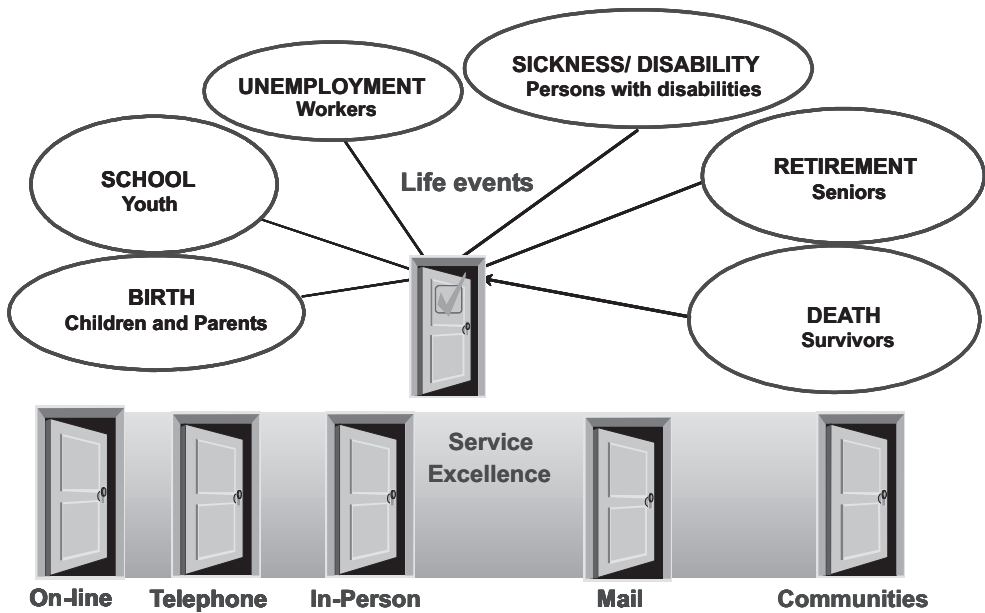 SICKNESS/ DISABILITY
Persons with disabilities
UNEMPLOYMENT
Workers
SCHOOL
Youth
Life events
RETIREMENT
Seniors
BIRTH
Children and Parents
DEATH
Survivors
Service
Excellence
On-line
Telephone
In-Person
Mail
Communities